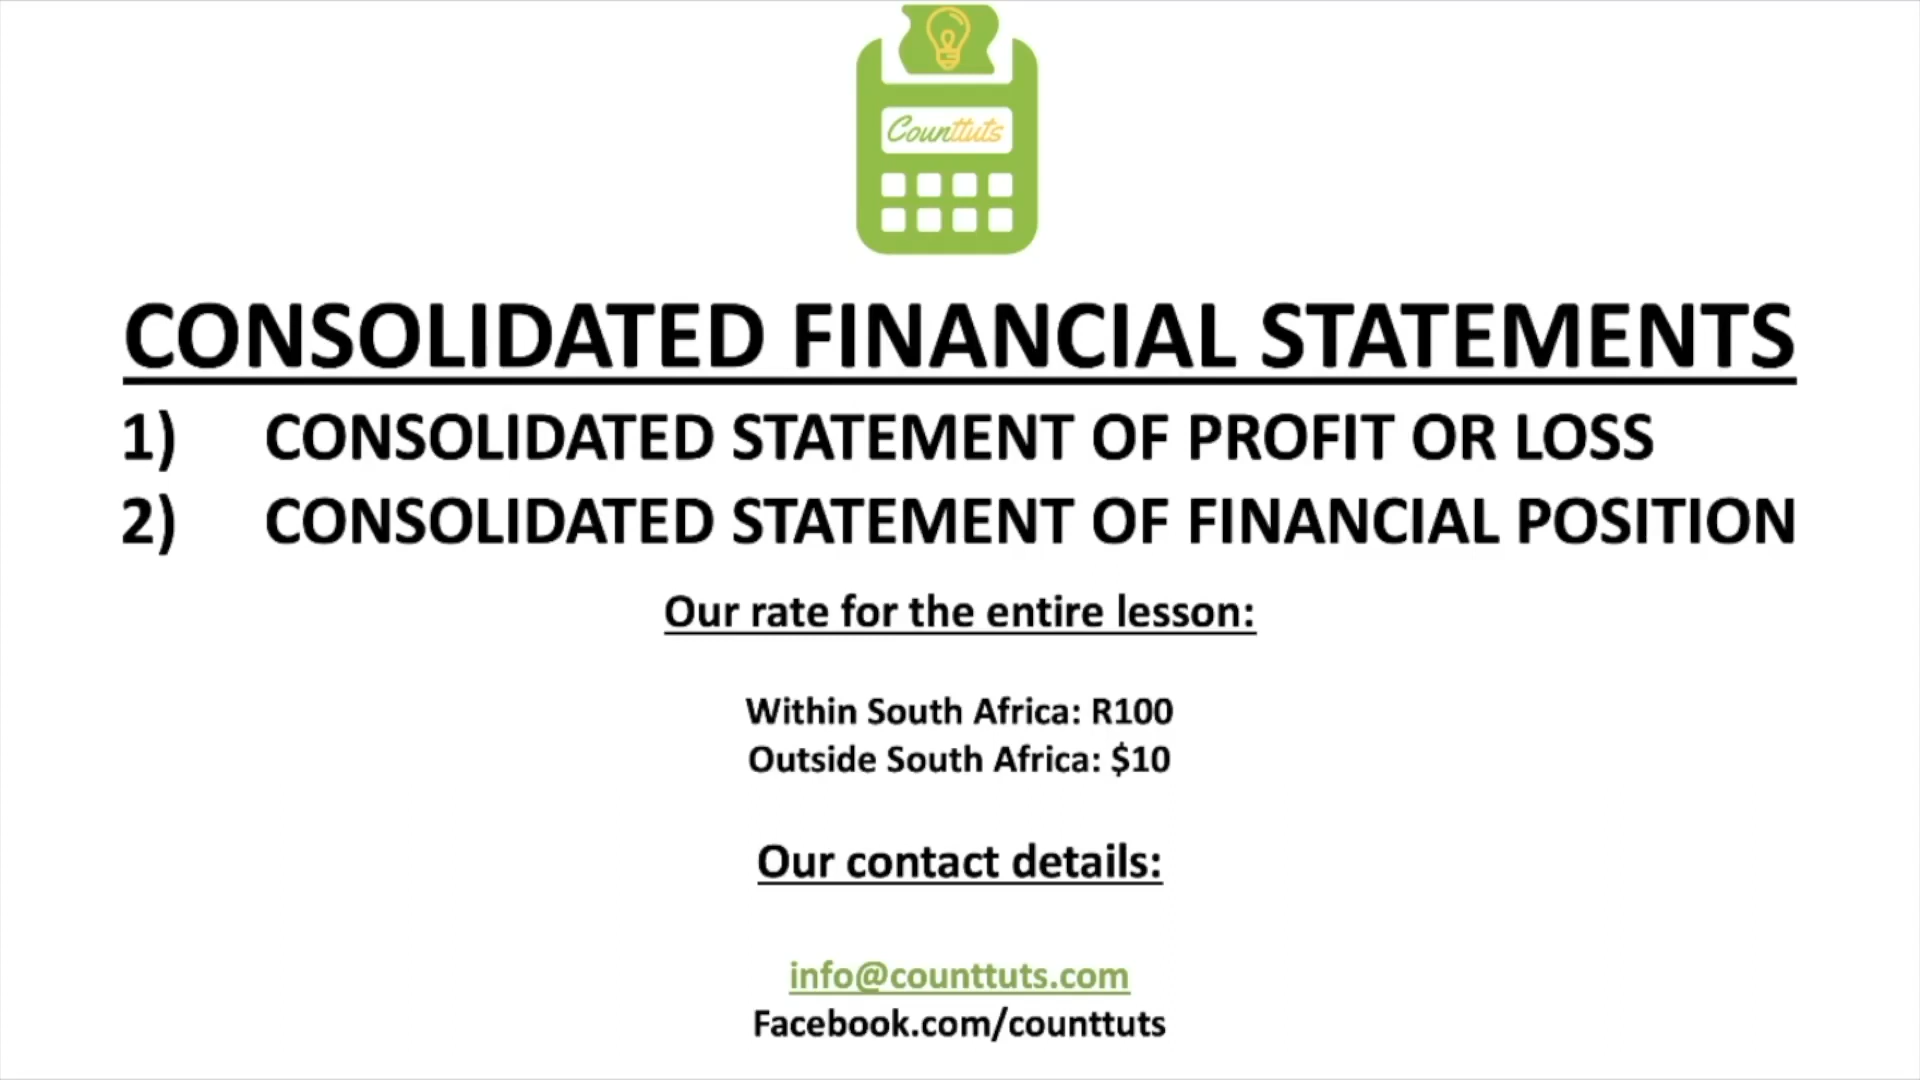 Counttuts
CONSOLIDATED FINANCIAL STATEMENTS
1) CONSOLIDATED STATEMENT OF PROFIT OR LOSS
2) CONSOLIDATED STATEMENT OF FINANCIAL POSITION
Our rate for the entire lesson:
Within South Africa: R100
Outside South Africa: $10
Our contact details:
info@counttuts.com
Facebook.com/counttuts